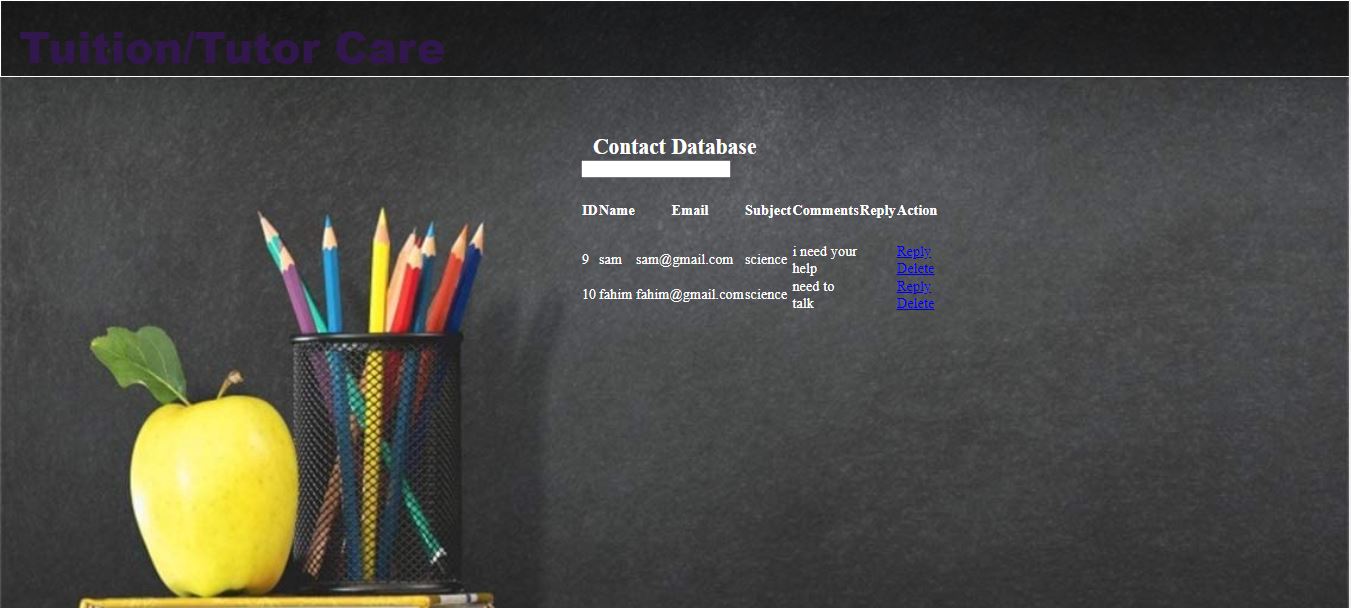 Tuition/Tutor Care
Contact Database
ID Name Email Subject Comments Reply Action
9 sam sam@gmail.com science i need your help Reply Delete
10 fahim fahim@gmail.com science need to talk Reply Delete